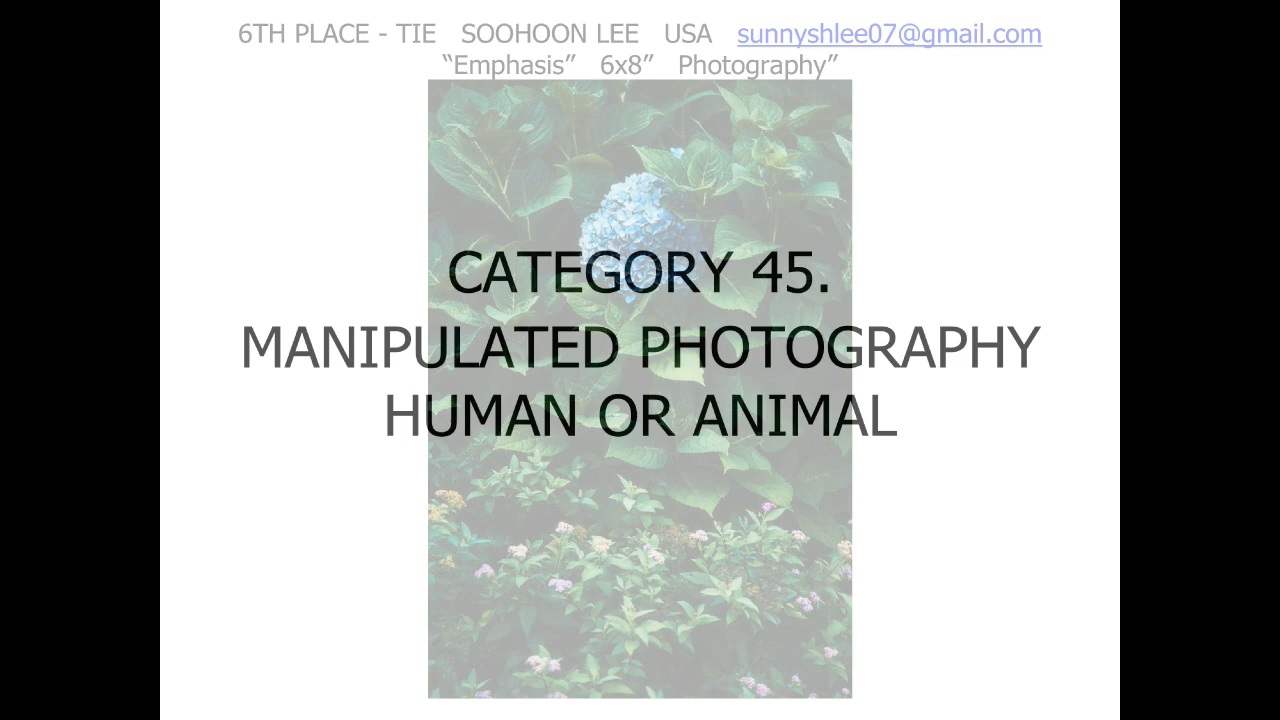 6TH PLACE - TIE SOOHOON LEE USA sunnyshlee07@gmail.com
“Emphasis” 6x8” Photography”
CATEGORY 45.
MANIPULATED PHOTOGRAPHY
HUMAN OR ANIMAL